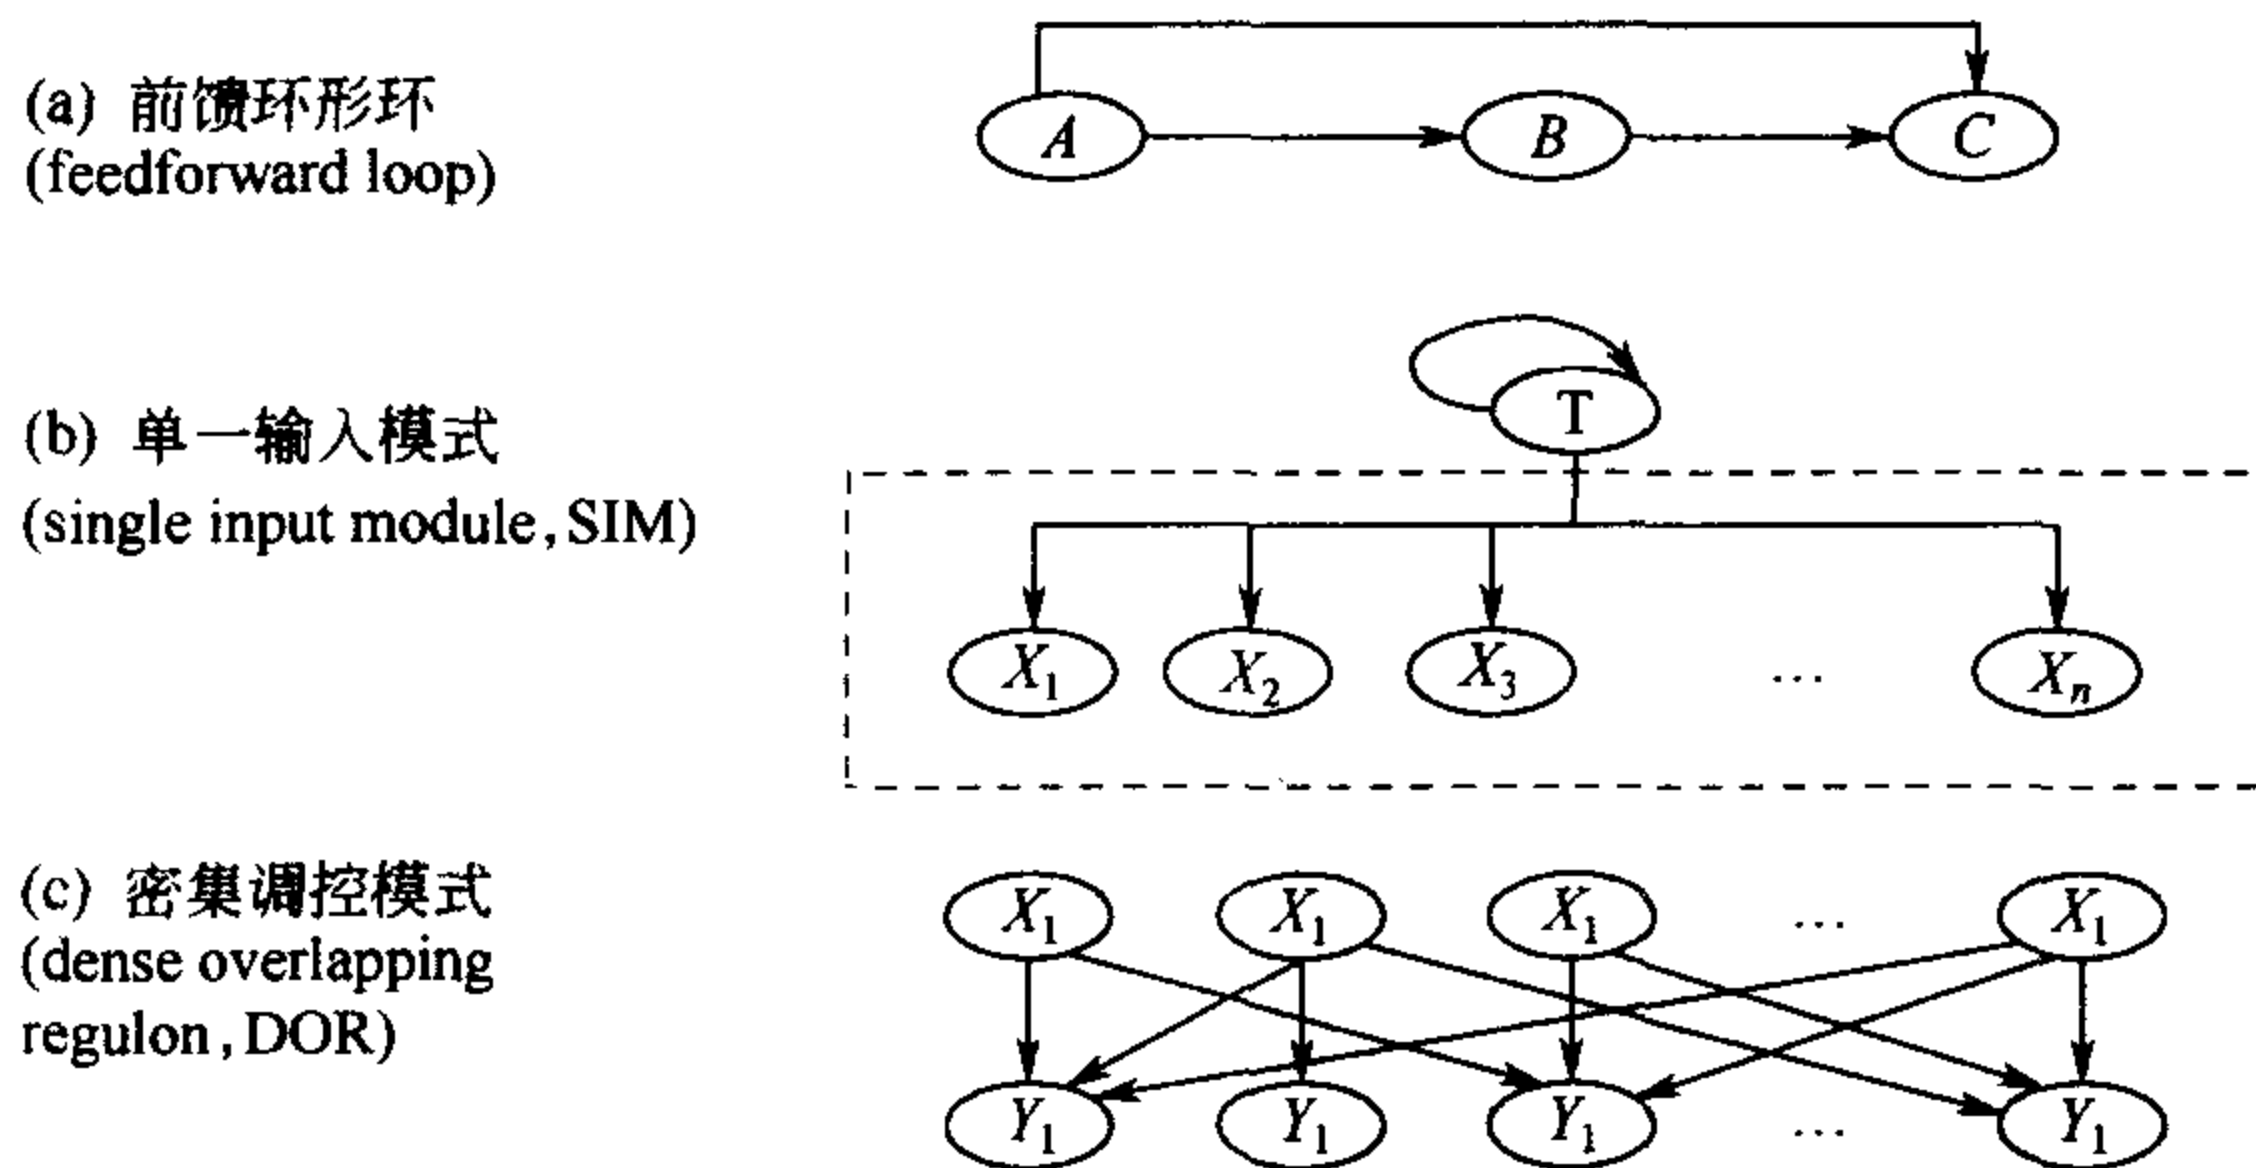 (a) 前馈环形环
(feedforward loop)
A B C
(b) 单一输入模式
(single input module, SIM)
T
X₁ X₂ X₃ … Xₙ
(c) 密集调控模式
(dense overlapping
regulon, DOR)
X₁ X₁ X₁ … X₁
Y₁ Y₁ Y₁ … Y₁